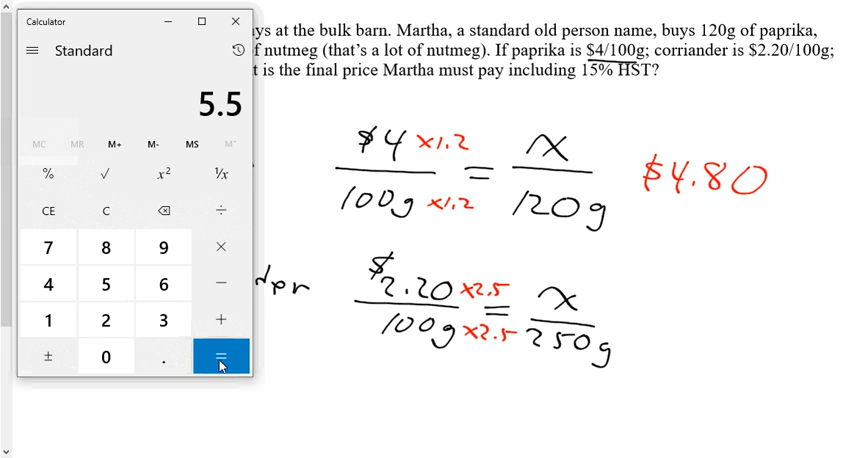 Calculator
Standard
5.5
MC MR M+ M- MS M˅
% √ x² ¹/x
CE C ⌫ ÷
7 8 9 ×
4 5 6 −
1 2 3 +
± 0 . =
at the bulk barn. Martha, a standard old person name, buys 120g of paprika,
nutmeg (that's a lot of nutmeg). If paprika is $4/100g; corriander is $2.20/100g;
is the final price Martha must pay including 15% HST?
$4 ×1.2 = x $4.80
100g ×1.2 120g
der
$2.20 ×2.5 = x
100g ×2.5 250g